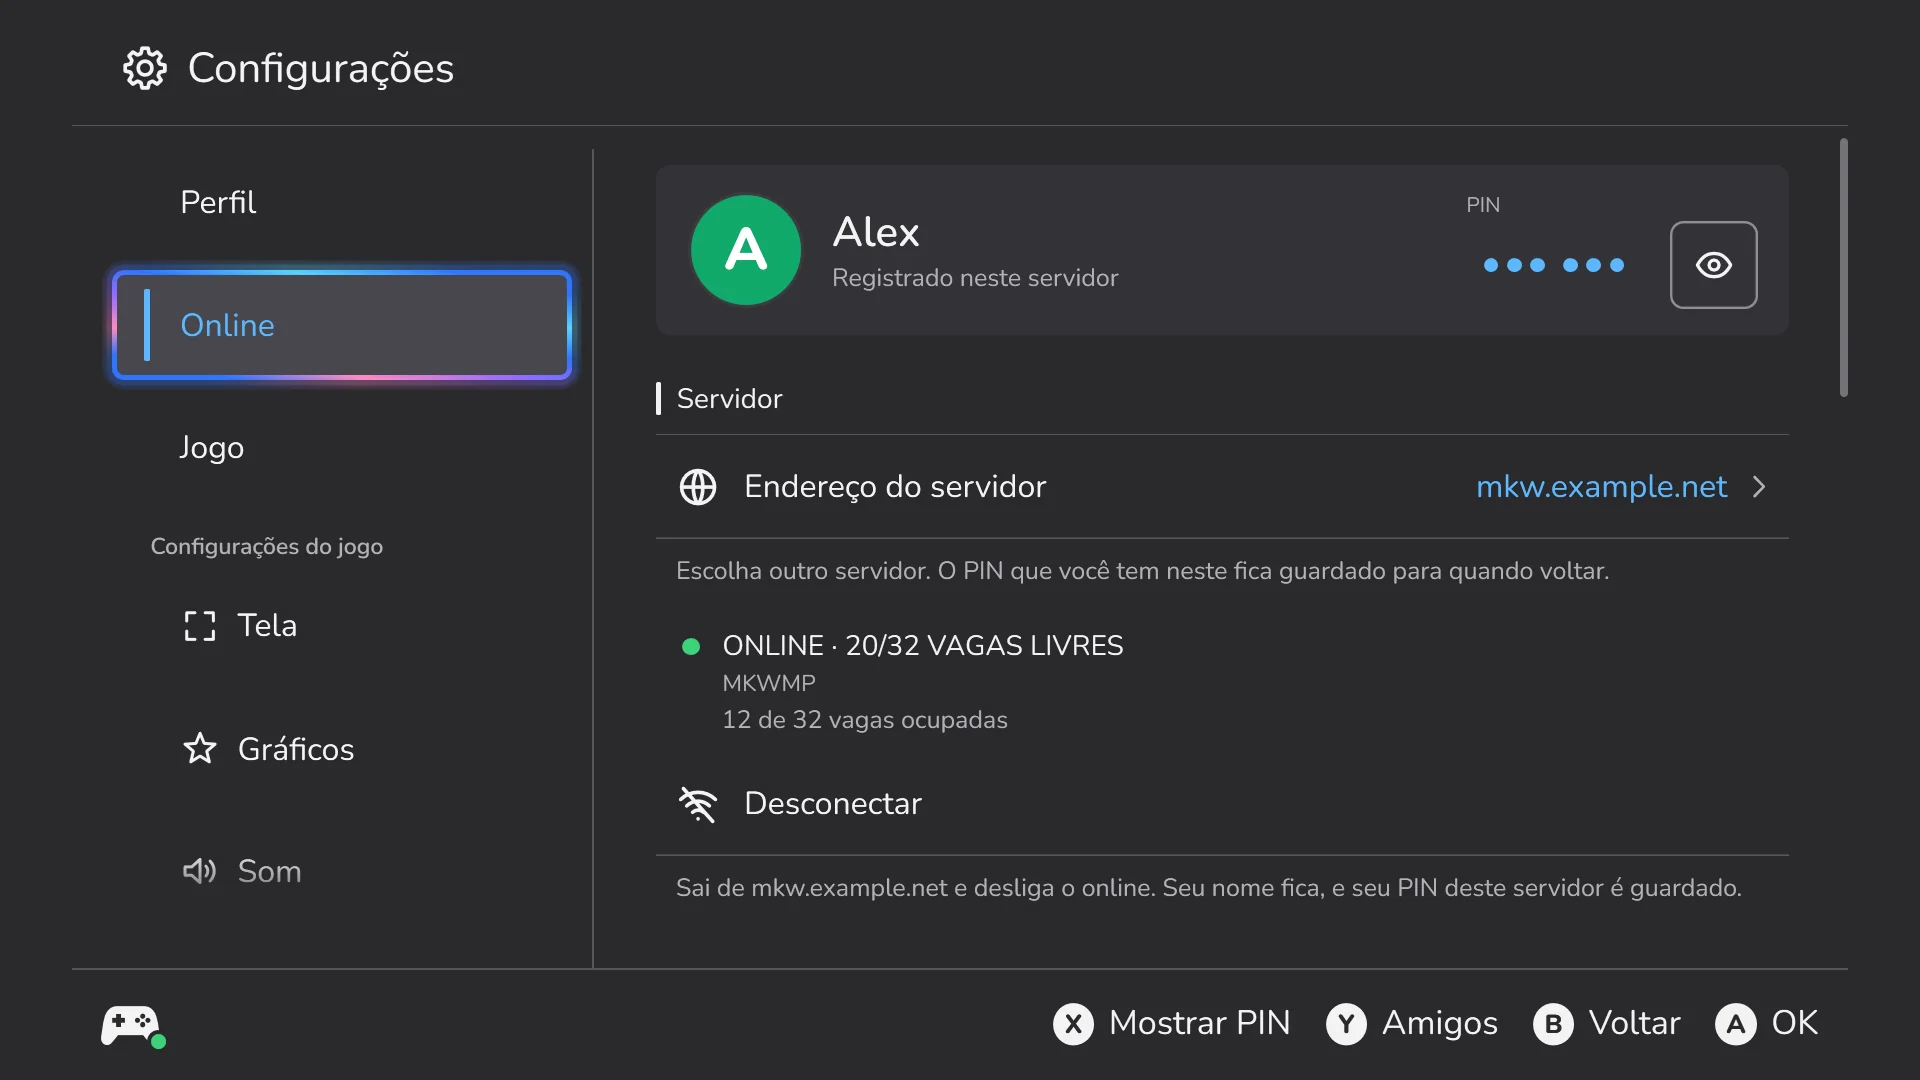 Configurações
Perfil
Online
Jogo
Configurações do jogo
Tela
Gráficos
Som
A
Alex
Registrado neste servidor
PIN
Servidor
Endereço do servidor
mkw.example.net
Escolha outro servidor. O PIN que você tem neste fica guardado para quando voltar.
ONLINE · 20/32 VAGAS LIVRES
MKWMP
12 de 32 vagas ocupadas
Desconectar
Sai de mkw.example.net e desliga o online. Seu nome fica, e seu PIN deste servidor é guardado.
X Mostrar PIN Y Amigos B Voltar A OK